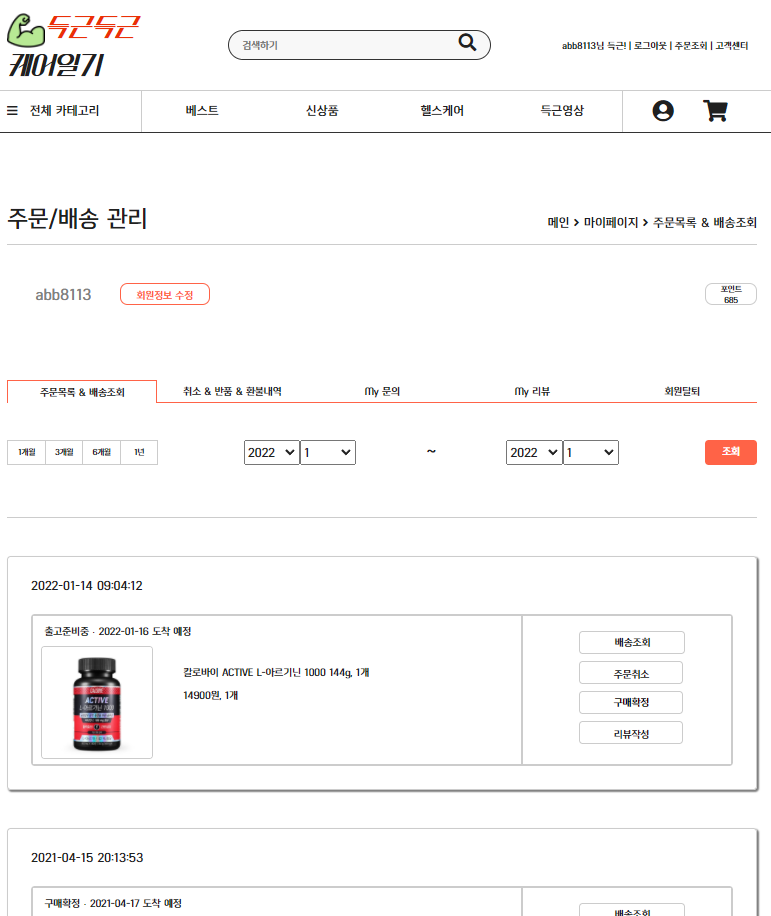 득근득근
케어일기
검색하기
abb8113님 득근! | 로그아웃 | 주문조회 | 고객센터
전체 카테고리 베스트 신상품 헬스케어 득근영상
주문/배송 관리
메인 > 마이페이지 > 주문목록 & 배송조회
abb8113 회원정보 수정
포인트
685
주문목록 & 배송조회 취소 & 반품 & 환불내역 My 문의 My 리뷰 회원탈퇴
1개월 3개월 6개월 1년 2022 1 ~ 2022 1 조회
2022-01-14 09:04:12
출고준비중 · 2022-01-16 도착 예정
칼로바이 ACTIVE L-아르기닌 1000 144g, 1개
14900원, 1개
ACTIVE
L-아르기닌 1000
배송조회
주문취소
구매확정
리뷰작성
2021-04-15 20:13:53
구매확정 · 2021-04-17 도착 예정
배송조회